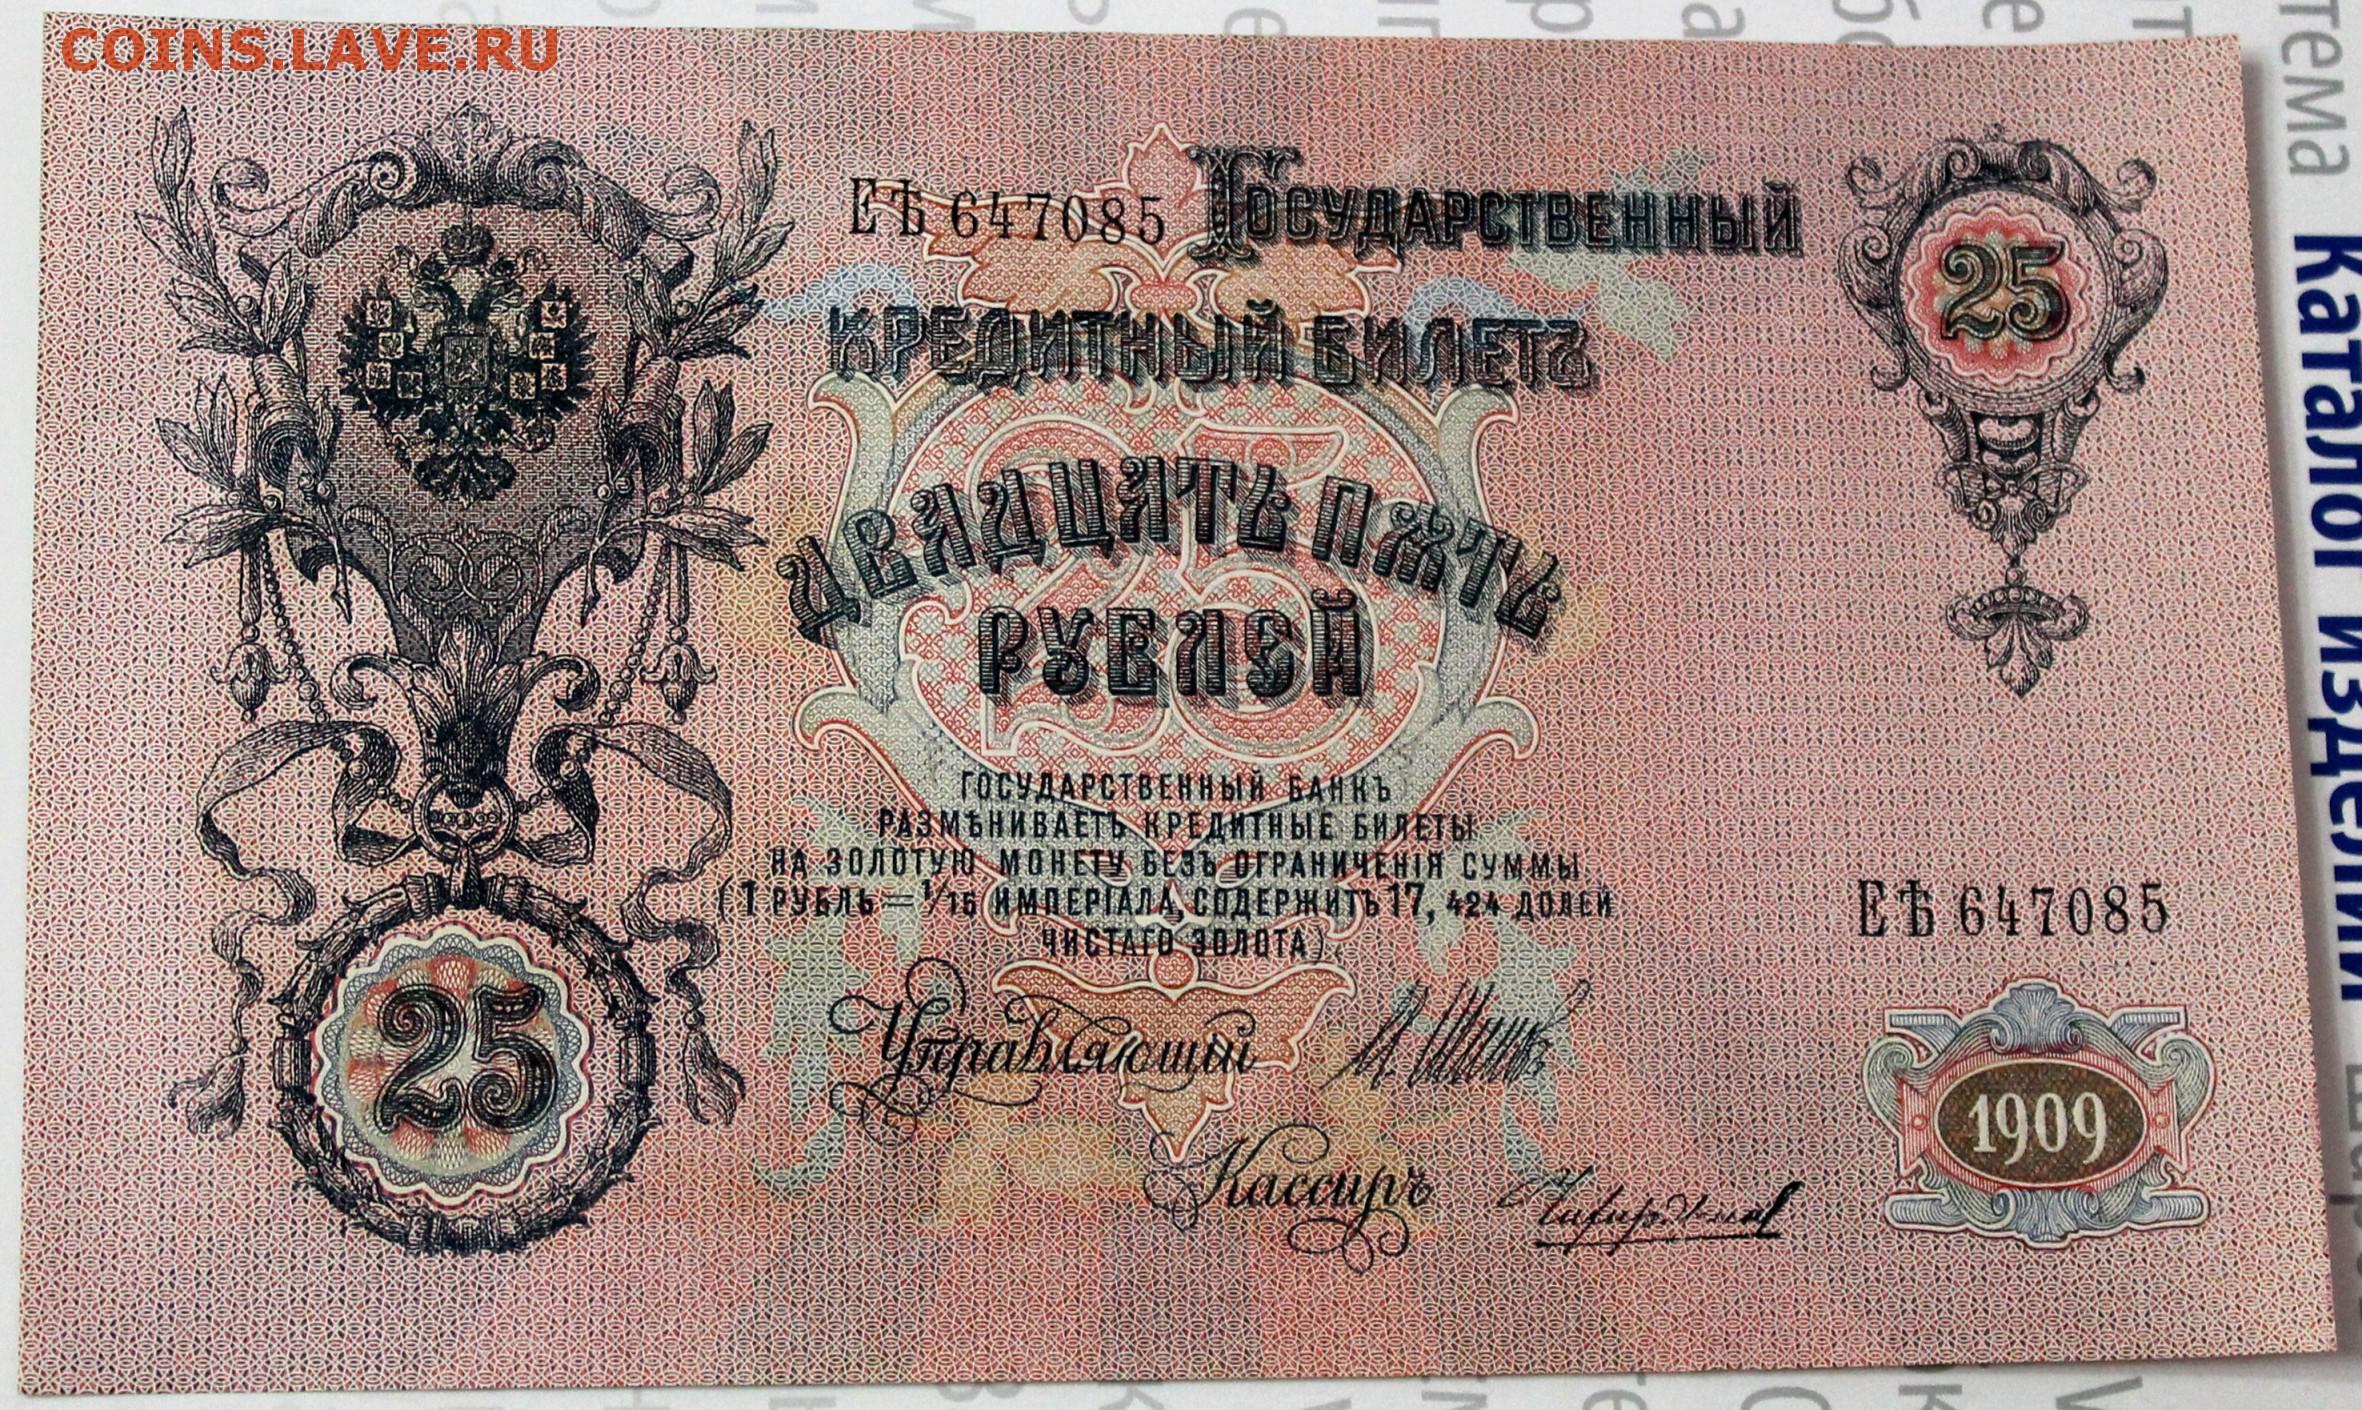 COINS.LAVE.RU
ЕѢ 647085
ГОСУДАРСТВЕННЫЙ
КРЕДИТНЫЙ БИЛЕТЪ
25
ДВАДЦАТЬ ПЯТЬ
РУБЛЕЙ
ГОСУДАРСТВЕННЫЙ БАНКЪ
РАЗМѢНИВАЕТЪ КРЕДИТНЫЕ БИЛЕТЫ
НА ЗОЛОТУЮ МОНЕТУ БЕЗЪ ОГРАНИЧЕНІЯ СУММЫ
(1 РУБЛЬ = 1/15 ИМПЕРІАЛА, СОДЕРЖИТЪ 17,424 ДОЛЕЙ
ЧИСТАГО ЗОЛОТА).
ЕѢ 647085
25
25
Управляющій
Кассиръ
1909
тема
Каталог изделий